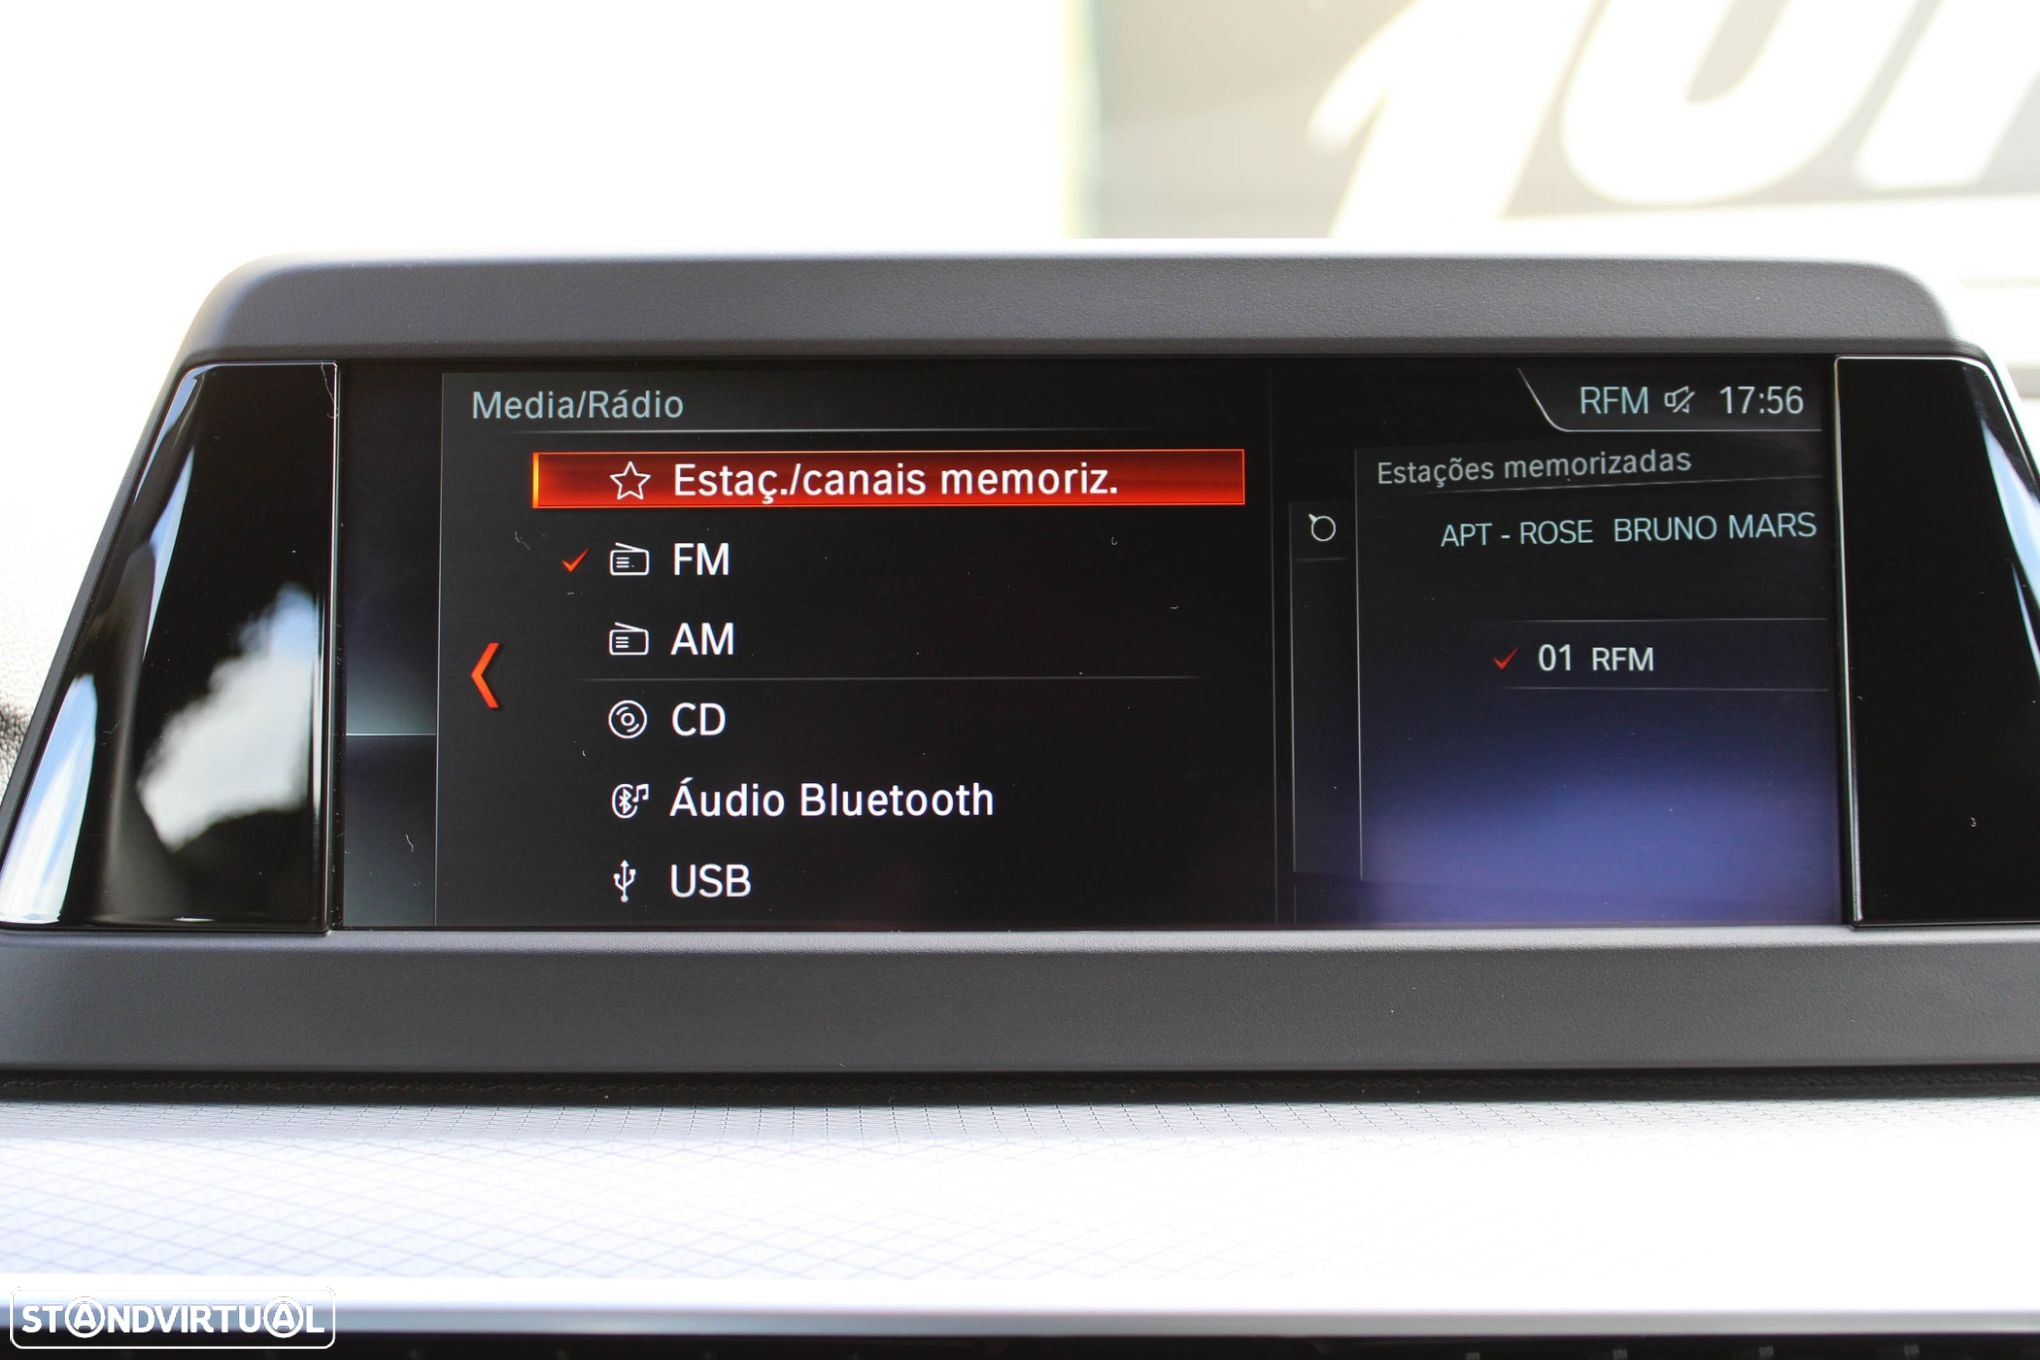 Media/Rádio
RFM 17:56
Estaç./canais memoriz.
FM
AM
CD
Áudio Bluetooth
USB
Estações memorizadas
APT - ROSE BRUNO MARS
01 RFM
STANDVIRTUAL